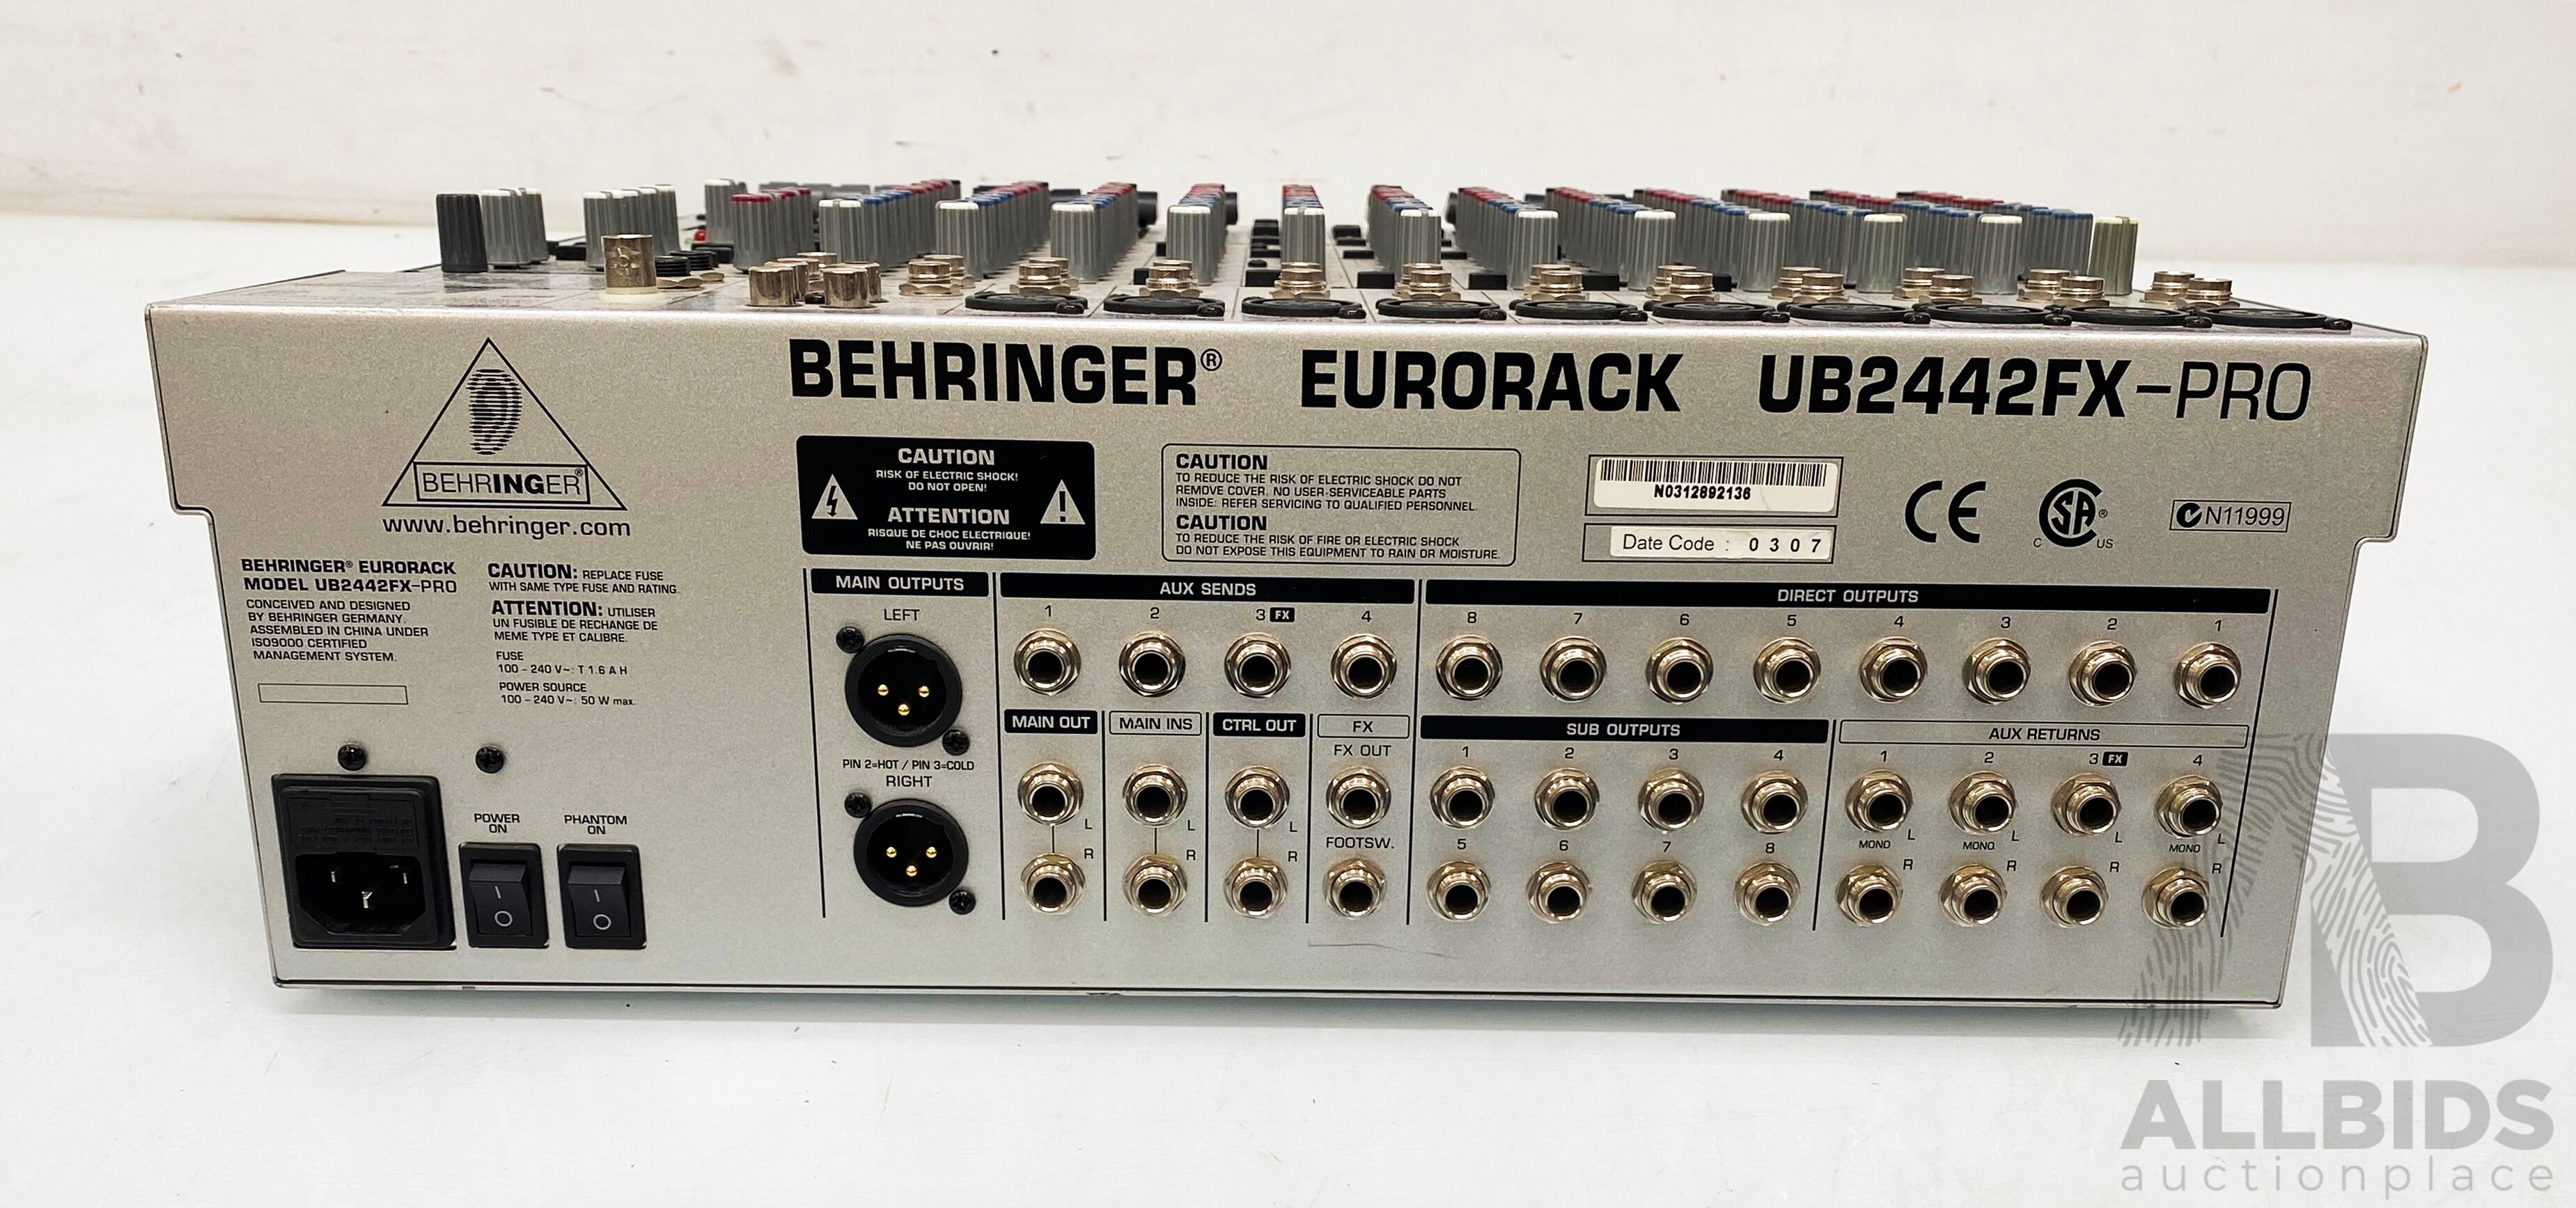 BEHRINGER® EURORACK UB2442FX-PRO
BEHRINGER®
www.behringer.com
BEHRINGER® EURORACK
MODEL UB2442FX-PRO
CONCEIVED AND DESIGNED
BY BEHRINGER GERMANY.
ASSEMBLED IN CHINA UNDER
ISO9000 CERTIFIED
MANAGEMENT SYSTEM.
CAUTION: REPLACE FUSE
WITH SAME TYPE FUSE AND RATING.
ATTENTION: UTILISER
UN FUSIBLE DE RECHANGE DE
MEME TYPE ET CALIBRE.
FUSE
100 - 240 V~: T 1.6 A H
POWER SOURCE
100 - 240 V~: 50 W max.
POWER
ON
PHANTOM
ON
CAUTION
RISK OF ELECTRIC SHOCK!
DO NOT OPEN!
ATTENTION
RISQUE DE CHOC ELECTRIQUE!
NE PAS OUVRIR!
CAUTION
TO REDUCE THE RISK OF ELECTRIC SHOCK DO NOT
REMOVE COVER. NO USER-SERVICEABLE PARTS
INSIDE: REFER SERVICING TO QUALIFIED PERSONNEL.
CAUTION
TO REDUCE THE RISK OF FIRE OR ELECTRIC SHOCK
DO NOT EXPOSE THIS EQUIPMENT TO RAIN OR MOISTURE.
N0312892136
Date Code : 0 3 0 7
CE
C SA® US
N11999
MAIN OUTPUTS
LEFT
PIN 2=HOT / PIN 3=COLD
RIGHT
AUX SENDS
1 2 3 FX 4
DIRECT OUTPUTS
8 7 6 5 4 3 2 1
MAIN OUT
L
R
MAIN INS
L
R
CTRL OUT
L
R
FX
FX OUT
FOOTSW.
SUB OUTPUTS
1 2 3 4
5 6 7 8
AUX RETURNS
1 2 3 FX 4
L L L L
MONO MONO MONO
R R R R
AB
ALLBIDS
auctionplace